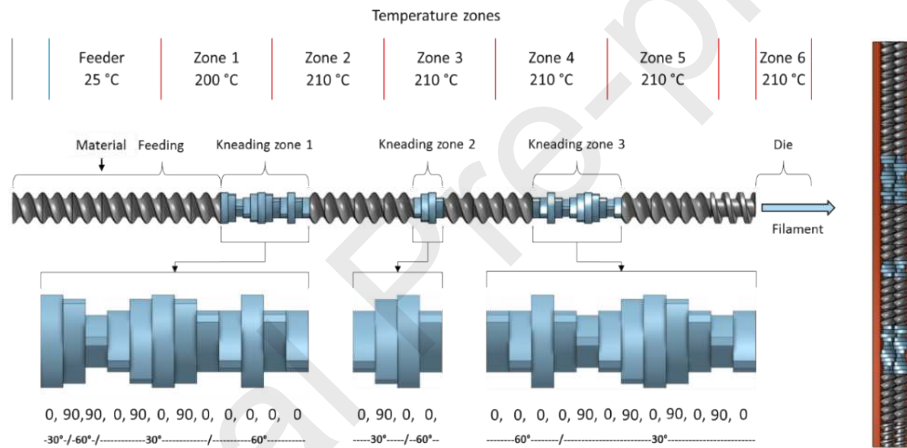 Temperature zones
Feeder Zone 1 Zone 2 Zone 3 Zone 4 Zone 5 Zone 6
25 °C 200 °C 210 °C 210 °C 210 °C 210 °C 210 °C
Material Feeding Kneading zone 1 Kneading zone 2 Kneading zone 3 Die
Filament
0, 90,90, 0, 90, 0, 90, 0, 0, 0, 0, 0 0, 90, 0, 0, 0, 0, 0, 0, 90, 0, 90, 0, 90, 0
-30°-/-60°-/-----------30°-----------/---------60°-------- ----30°----/--60°-- ------60°------/-----------------30°-----------------
al Pre-p